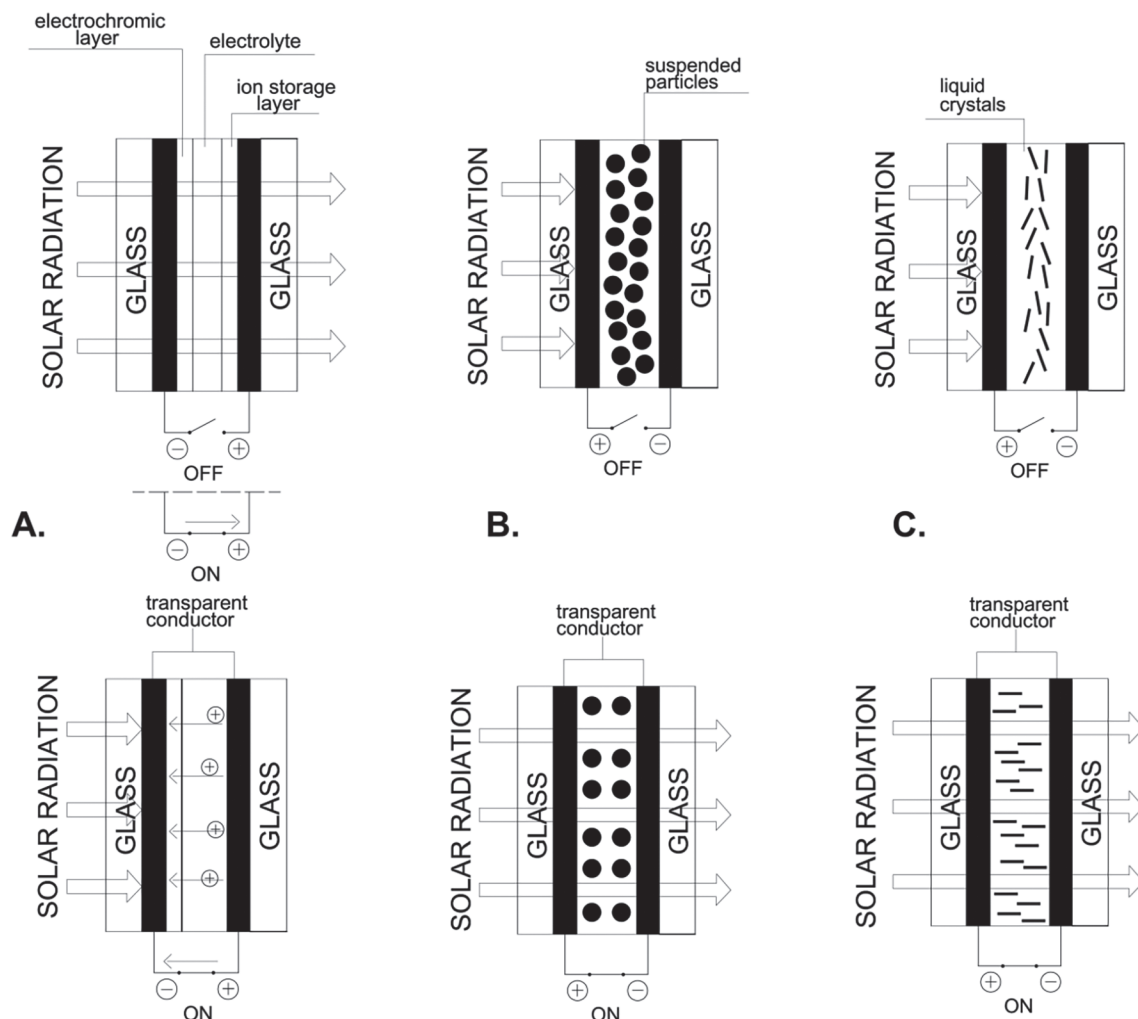 electrochromic
layer
electrolyte
ion storage
layer
SOLAR RADIATION
GLASS
GLASS
−
+
OFF
suspended
particles
SOLAR RADIATION
GLASS
GLASS
+
−
OFF
liquid
crystals
SOLAR RADIATION
GLASS
GLASS
+
−
OFF
−
+
ON
A.
B.
C.
transparent
conductor
SOLAR RADIATION
GLASS
GLASS
+
+
+
+
−
+
ON
transparent
conductor
SOLAR RADIATION
GLASS
GLASS
+
−
ON
transparent
conductor
SOLAR RADIATION
GLASS
GLASS
+
−
ON